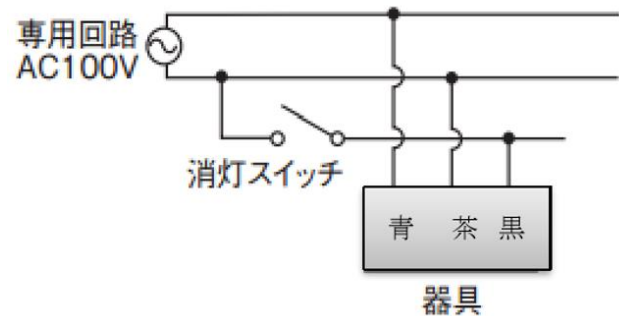 専用回路
AC100V
消灯スイッチ
青 茶 黒
器具